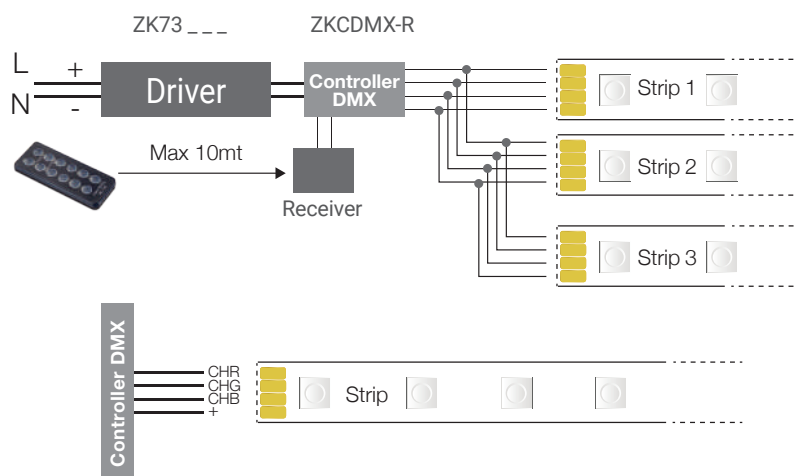 ZK73 _ _ _
ZKCDMX-R
L
+
N
-
Driver
Controller
DMX
Strip 1
Max 10mt
Strip 2
Receiver
Strip 3
Controller DMX
CHR
CHG
CHB
+
Strip